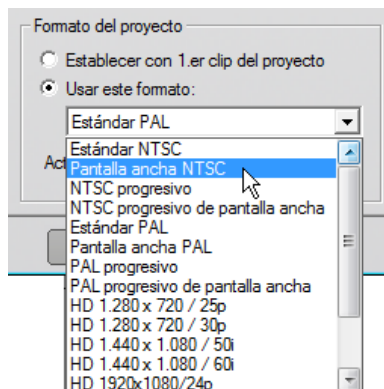 Formato del proyecto
Establecer con 1.er clip del proyecto
Usar este formato:
Estándar PAL
Estándar NTSC
Act
Pantalla ancha NTSC
NTSC progresivo
NTSC progresivo de pantalla ancha
Estándar PAL
Pantalla ancha PAL
PAL progresivo
PAL progresivo de pantalla ancha
HD 1.280 x 720 / 25p
HD 1.280 x 720 / 30p
HD 1.440 x 1.080 / 50i
HD 1.440 x 1.080 / 60i
HD 1920x1080/24p